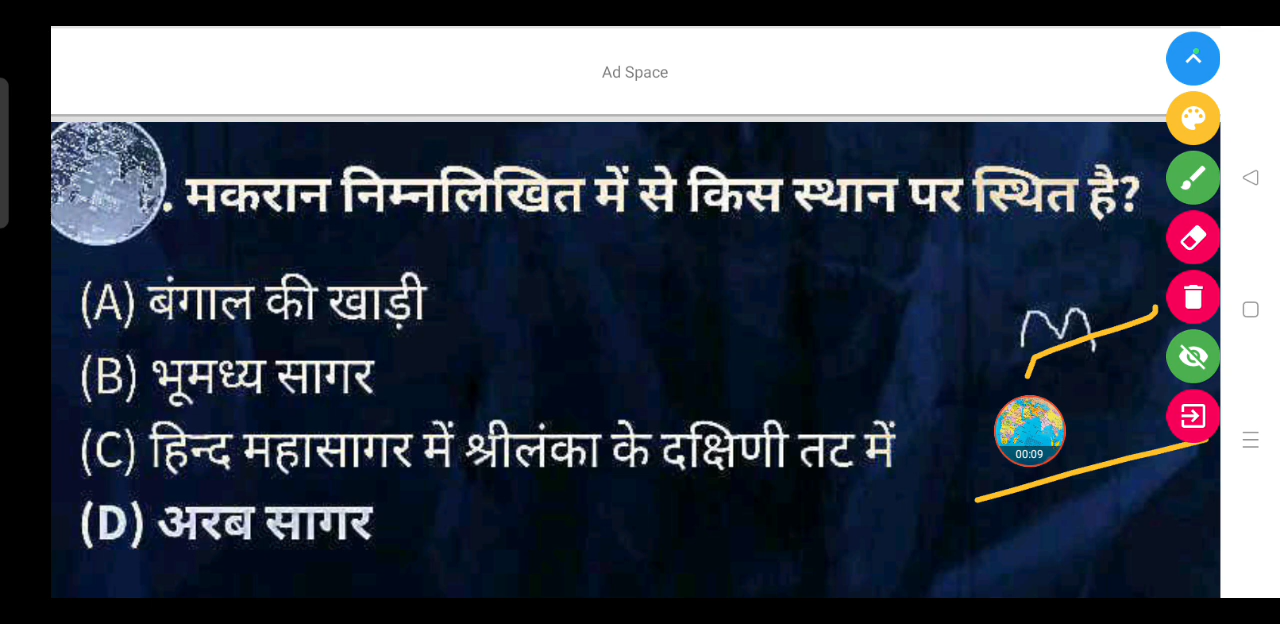 Ad Space
. मकरान निम्नलिखित में से किस स्थान पर स्थित है?
(A) बंगाल की खाड़ी
(B) भूमध्य सागर
(C) हिन्द महासागर में श्रीलंका के दक्षिणी तट में
00:09
(D) अरब सागर